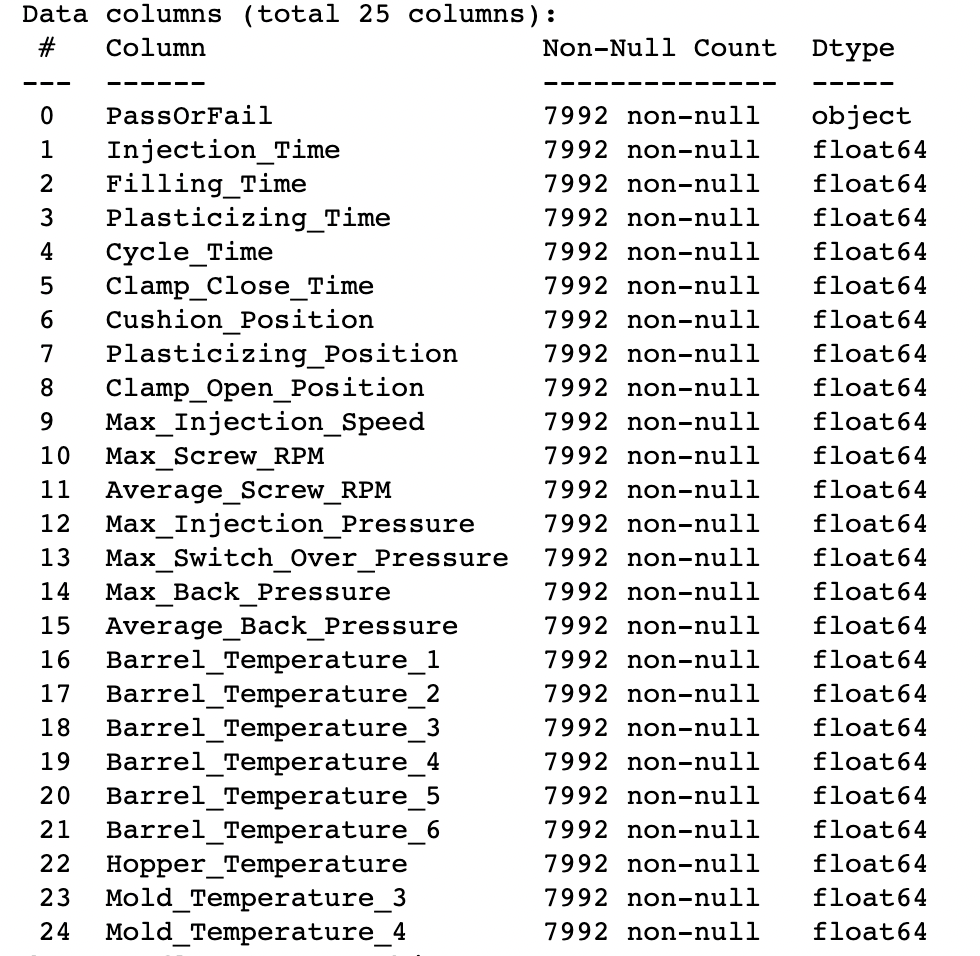 Data columns (total 25 columns):
 #   Column                    Non-Null Count  Dtype
---  ------                    --------------  -----
 0   PassOrFail                7992 non-null   object
 1   Injection_Time            7992 non-null   float64
 2   Filling_Time              7992 non-null   float64
 3   Plasticizing_Time         7992 non-null   float64
 4   Cycle_Time                7992 non-null   float64
 5   Clamp_Close_Time          7992 non-null   float64
 6   Cushion_Position          7992 non-null   float64
 7   Plasticizing_Position     7992 non-null   float64
 8   Clamp_Open_Position       7992 non-null   float64
 9   Max_Injection_Speed       7992 non-null   float64
 10  Max_Screw_RPM             7992 non-null   float64
 11  Average_Screw_RPM         7992 non-null   float64
 12  Max_Injection_Pressure    7992 non-null   float64
 13  Max_Switch_Over_Pressure  7992 non-null   float64
 14  Max_Back_Pressure         7992 non-null   float64
 15  Average_Back_Pressure     7992 non-null   float64
 16  Barrel_Temperature_1      7992 non-null   float64
 17  Barrel_Temperature_2      7992 non-null   float64
 18  Barrel_Temperature_3      7992 non-null   float64
 19  Barrel_Temperature_4      7992 non-null   float64
 20  Barrel_Temperature_5      7992 non-null   float64
 21  Barrel_Temperature_6      7992 non-null   float64
 22  Hopper_Temperature        7992 non-null   float64
 23  Mold_Temperature_3        7992 non-null   float64
 24  Mold_Temperature_4        7992 non-null   float64